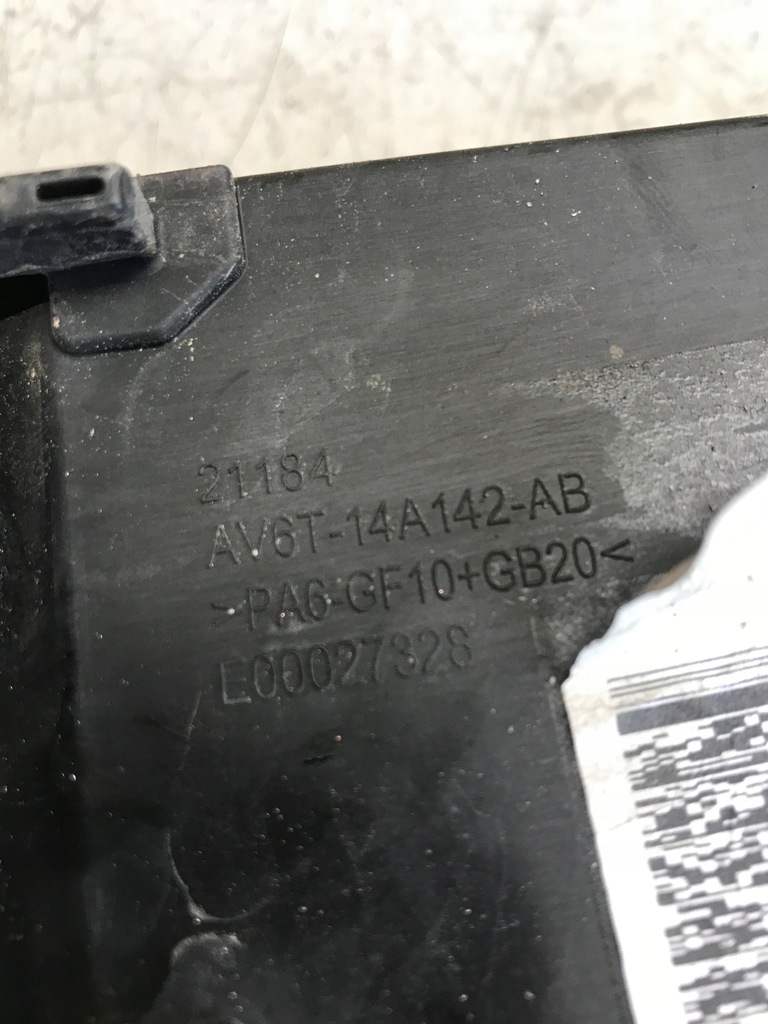 21184
AV6T-14A142-AB
>PA6-GF10+GB20<
E00027328